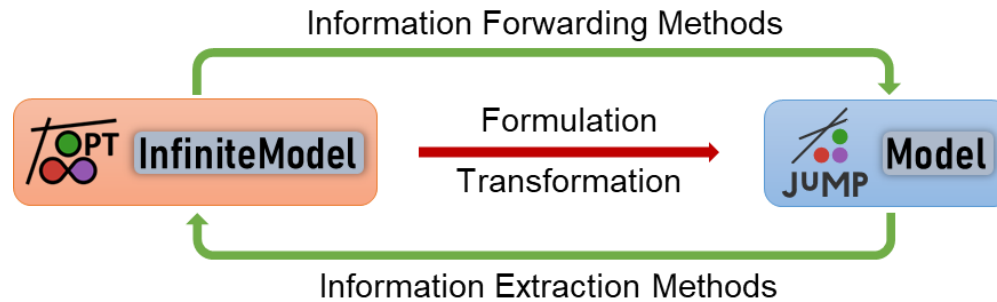 Information Forwarding Methods
OPT InfiniteModel
Formulation
Transformation
JuMP Model
Information Extraction Methods